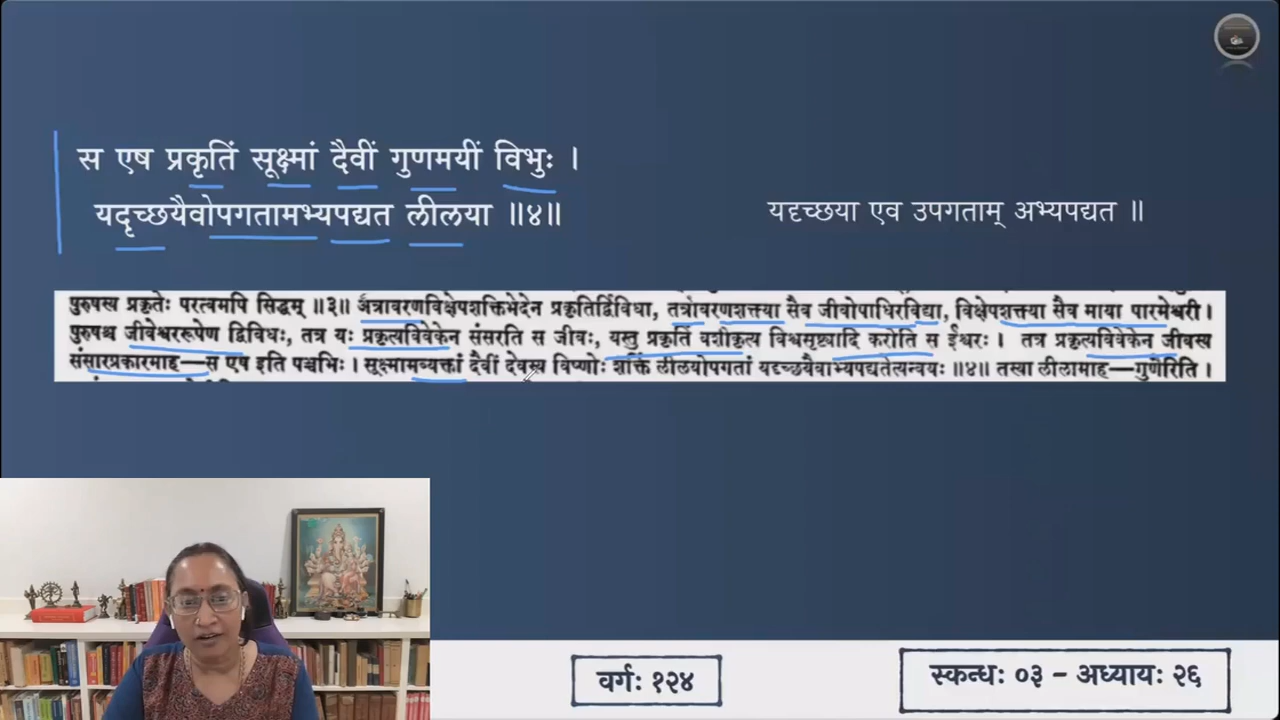 स एष प्रकृतिं सूक्ष्मां दैवीं गुणमयीं विभुः ।
यदृच्छयैवोपगतामभ्यपद्यत लीलया ॥४॥
यदृच्छया एव उपगताम् अभ्यपद्यत ॥
पुरुषस्य प्रकृतेः परत्वमपि सिद्धम् ॥३॥ अत्रावरणविक्षेपशक्तिभेदेन प्रकृतिर्द्विविधा, तत्रावरणशक्त्या सैव जीवोपाधिरविद्या, विक्षेपशक्त्या सैव माया पारमेश्वरी ।
पुरुषश्च जीवेश्वररूपेण द्विविधः, तत्र यः प्रकृत्यविवेकेन संसरति स जीवः, यस्तु प्रकृतिं वशीकृत्य विश्वसृष्ट्यादि करोति स ईश्वरः । तत्र प्रकृत्यविवेकेन जीवस्य
संसारप्रकारमाह—स एष इति पञ्चभिः । सूक्ष्मामव्यक्तां दैवीं देवस्य विष्णोः शक्तिं लीलयोपगतां यदृच्छयैवाभ्यपद्यतेत्यन्वयः ॥४॥ तस्या लीलामाह—गुणैरिति ।
वर्गः १२४
स्कन्धः ०३ – अध्यायः २६